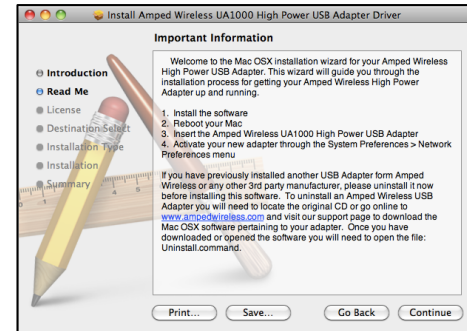 Install Amped Wireless UA1000 High Power USB Adapter Driver
Important Information
Introduction
Read Me
License
Destination Select
Installation Type
Installation
Summary
Welcome to the Mac OSX installation wizard for your Amped Wireless
High Power USB Adapter. This wizard will guide you through the
installation process for getting your Amped Wireless High Power
Adapter up and running.
1. Install the software
2. Reboot your Mac
3. Insert the Amped Wireless UA1000 High Power USB Adapter
4. Activate your new adapter through the System Preferences > Network
Preferences menu
If you have previously installed another USB Adapter form Amped
Wireless or any other 3rd party manufacturer, please uninstall it now
before installing this software. To uninstall an Amped Wireless USB
Adapter you will need to locate the original CD or go online to
www.ampedwireless.com and visit our support page to download the
Mac OSX software pertaining to your adapter. Once you have
downloaded or opened the software you will need to open the file:
Uninstall.command.
Print... Save... Go Back Continue